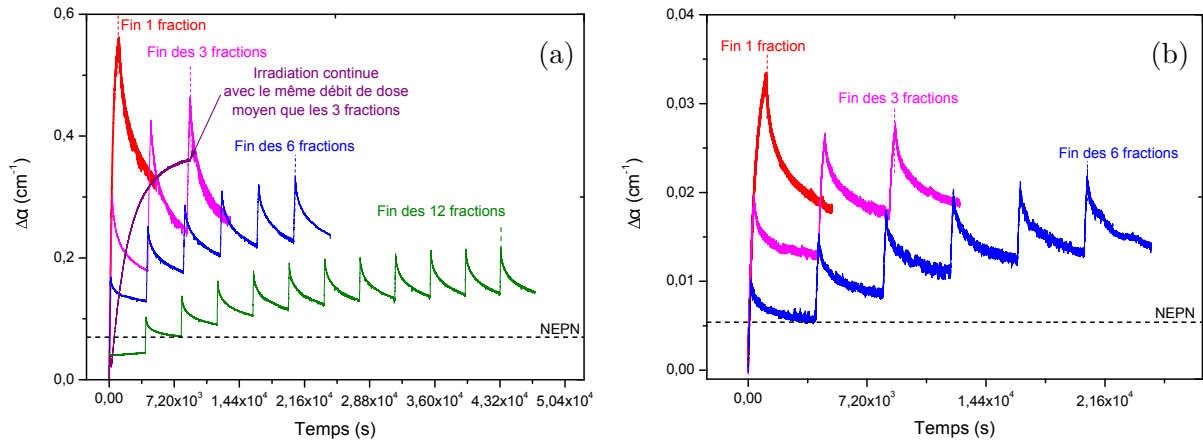 0,6
0,4
0,2
0,0
Δα (cm⁻¹)
Fin 1 fraction
(a)
Fin des 3 fractions
Irradiation continue
avec le même débit de dose
moyen que les 3 fractions
Fin des 6 fractions
Fin des 12 fractions
NEPN
0,00 7,20x10³ 1,44x10⁴ 2,16x10⁴ 2,88x10⁴ 3,60x10⁴ 4,32x10⁴ 5,04x10⁴
Temps (s)
0,04
0,03
0,02
0,01
0,00
Δα (cm⁻¹)
Fin 1 fraction
(b)
Fin des 3 fractions
Fin des 6 fractions
NEPN
0,00 7,20x10³ 1,44x10⁴ 2,16x10⁴
Temps (s)